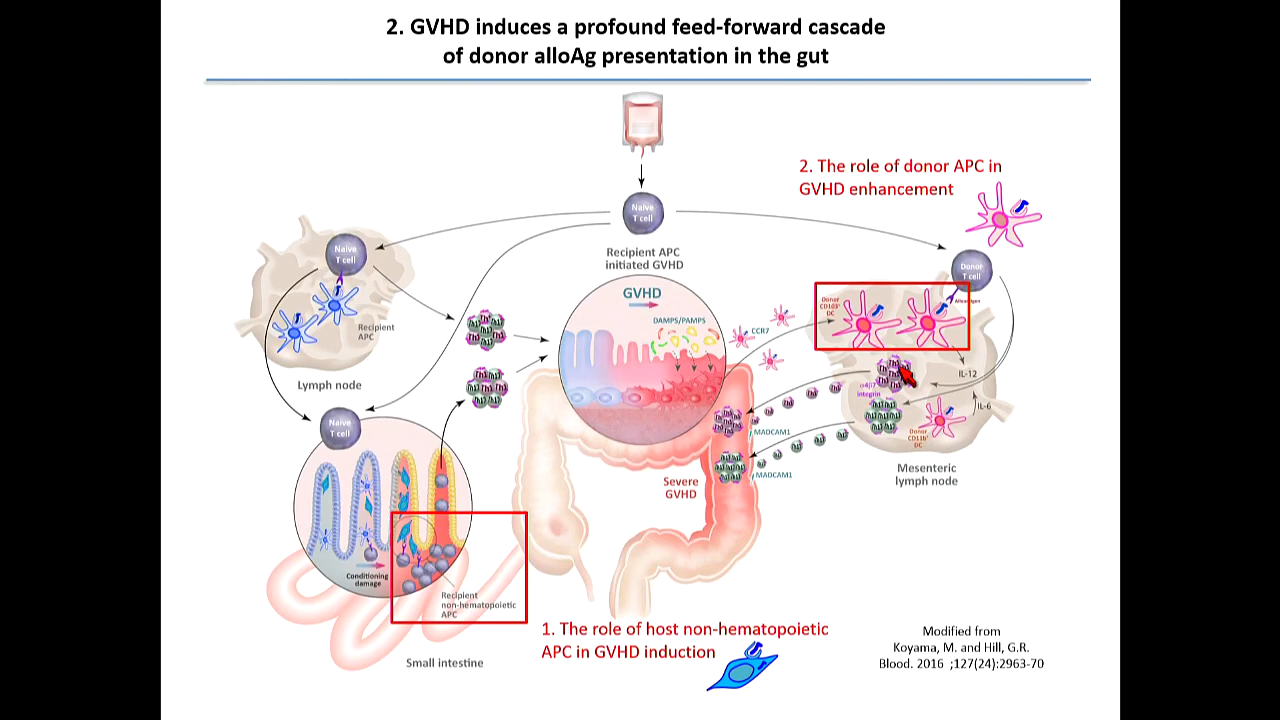 2. GVHD induces a profound feed-forward cascade
of donor alloAg presentation in the gut
2. The role of donor APC in
GVHD enhancement
Naive
T cell
Recipient APC
initiated GVHD
Naive
T cell
Recipient
APC
Lymph node
GVHD
DAMPS/PAMPS
CCR7
Donor
T cell
Donor
CD103+
DC
IL-12
α4β7
integrin
IL-6
Donor
CD11b+
DC
MADCAM1
MADCAM1
Mesenteric
lymph node
Severe
GVHD
Naive
T cell
Conditioning
damage
Recipient
non-hematopoietic
APC
Small intestine
1. The role of host non-hematopoietic
APC in GVHD induction
Modified from
Koyama, M. and Hill, G.R.
Blood. 2016 ;127(24):2963-70